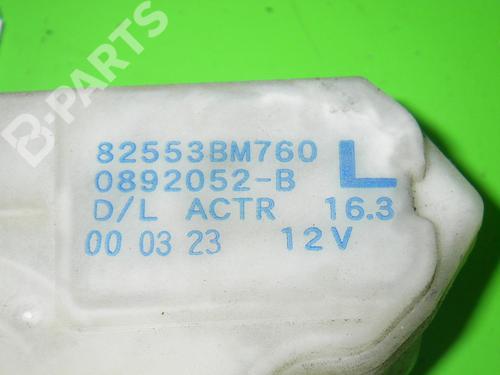 B-PARTS
82553BM760
0892052-B
L
D/L ACTR 16.3
00 03 23 12V